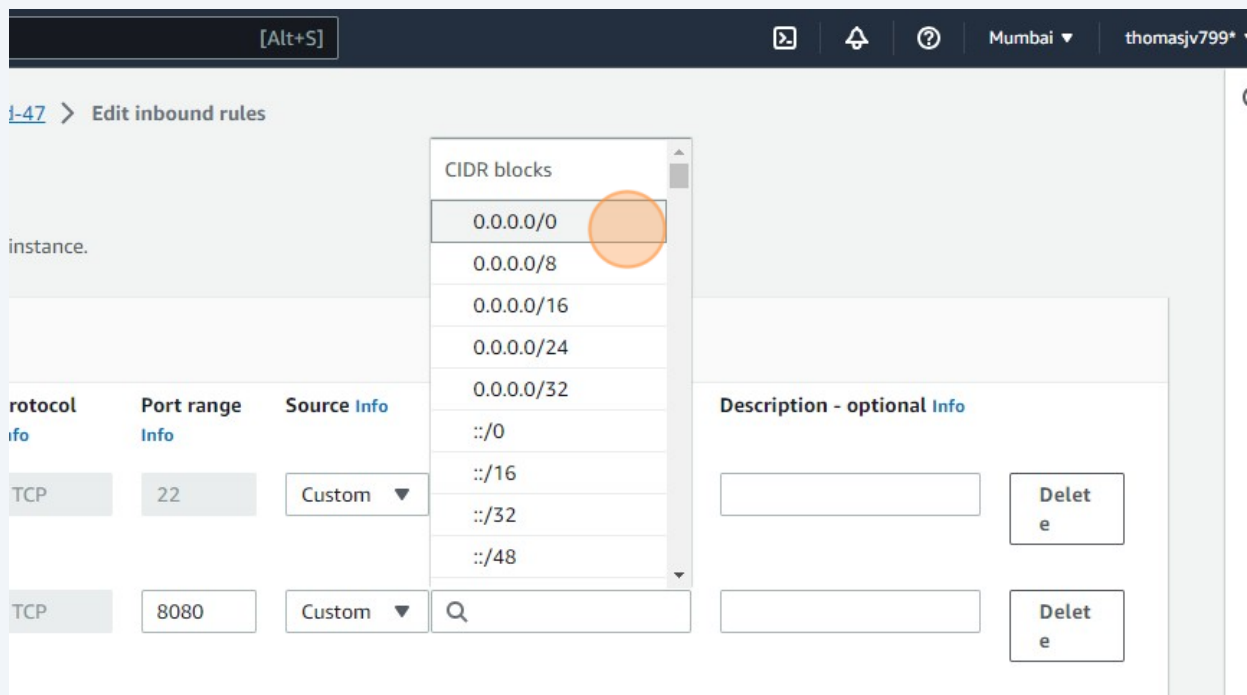 [Alt+S]
Mumbai
thomasjv799*
d-47 > Edit inbound rules
instance.
CIDR blocks
0.0.0.0/0
0.0.0.0/8
0.0.0.0/16
0.0.0.0/24
0.0.0.0/32
::/0
::/16
::/32
::/48
rotocol
nfo
Port range
Info
Source Info
Description - optional Info
TCP
22
Custom
Delet
e
TCP
8080
Custom
Delet
e